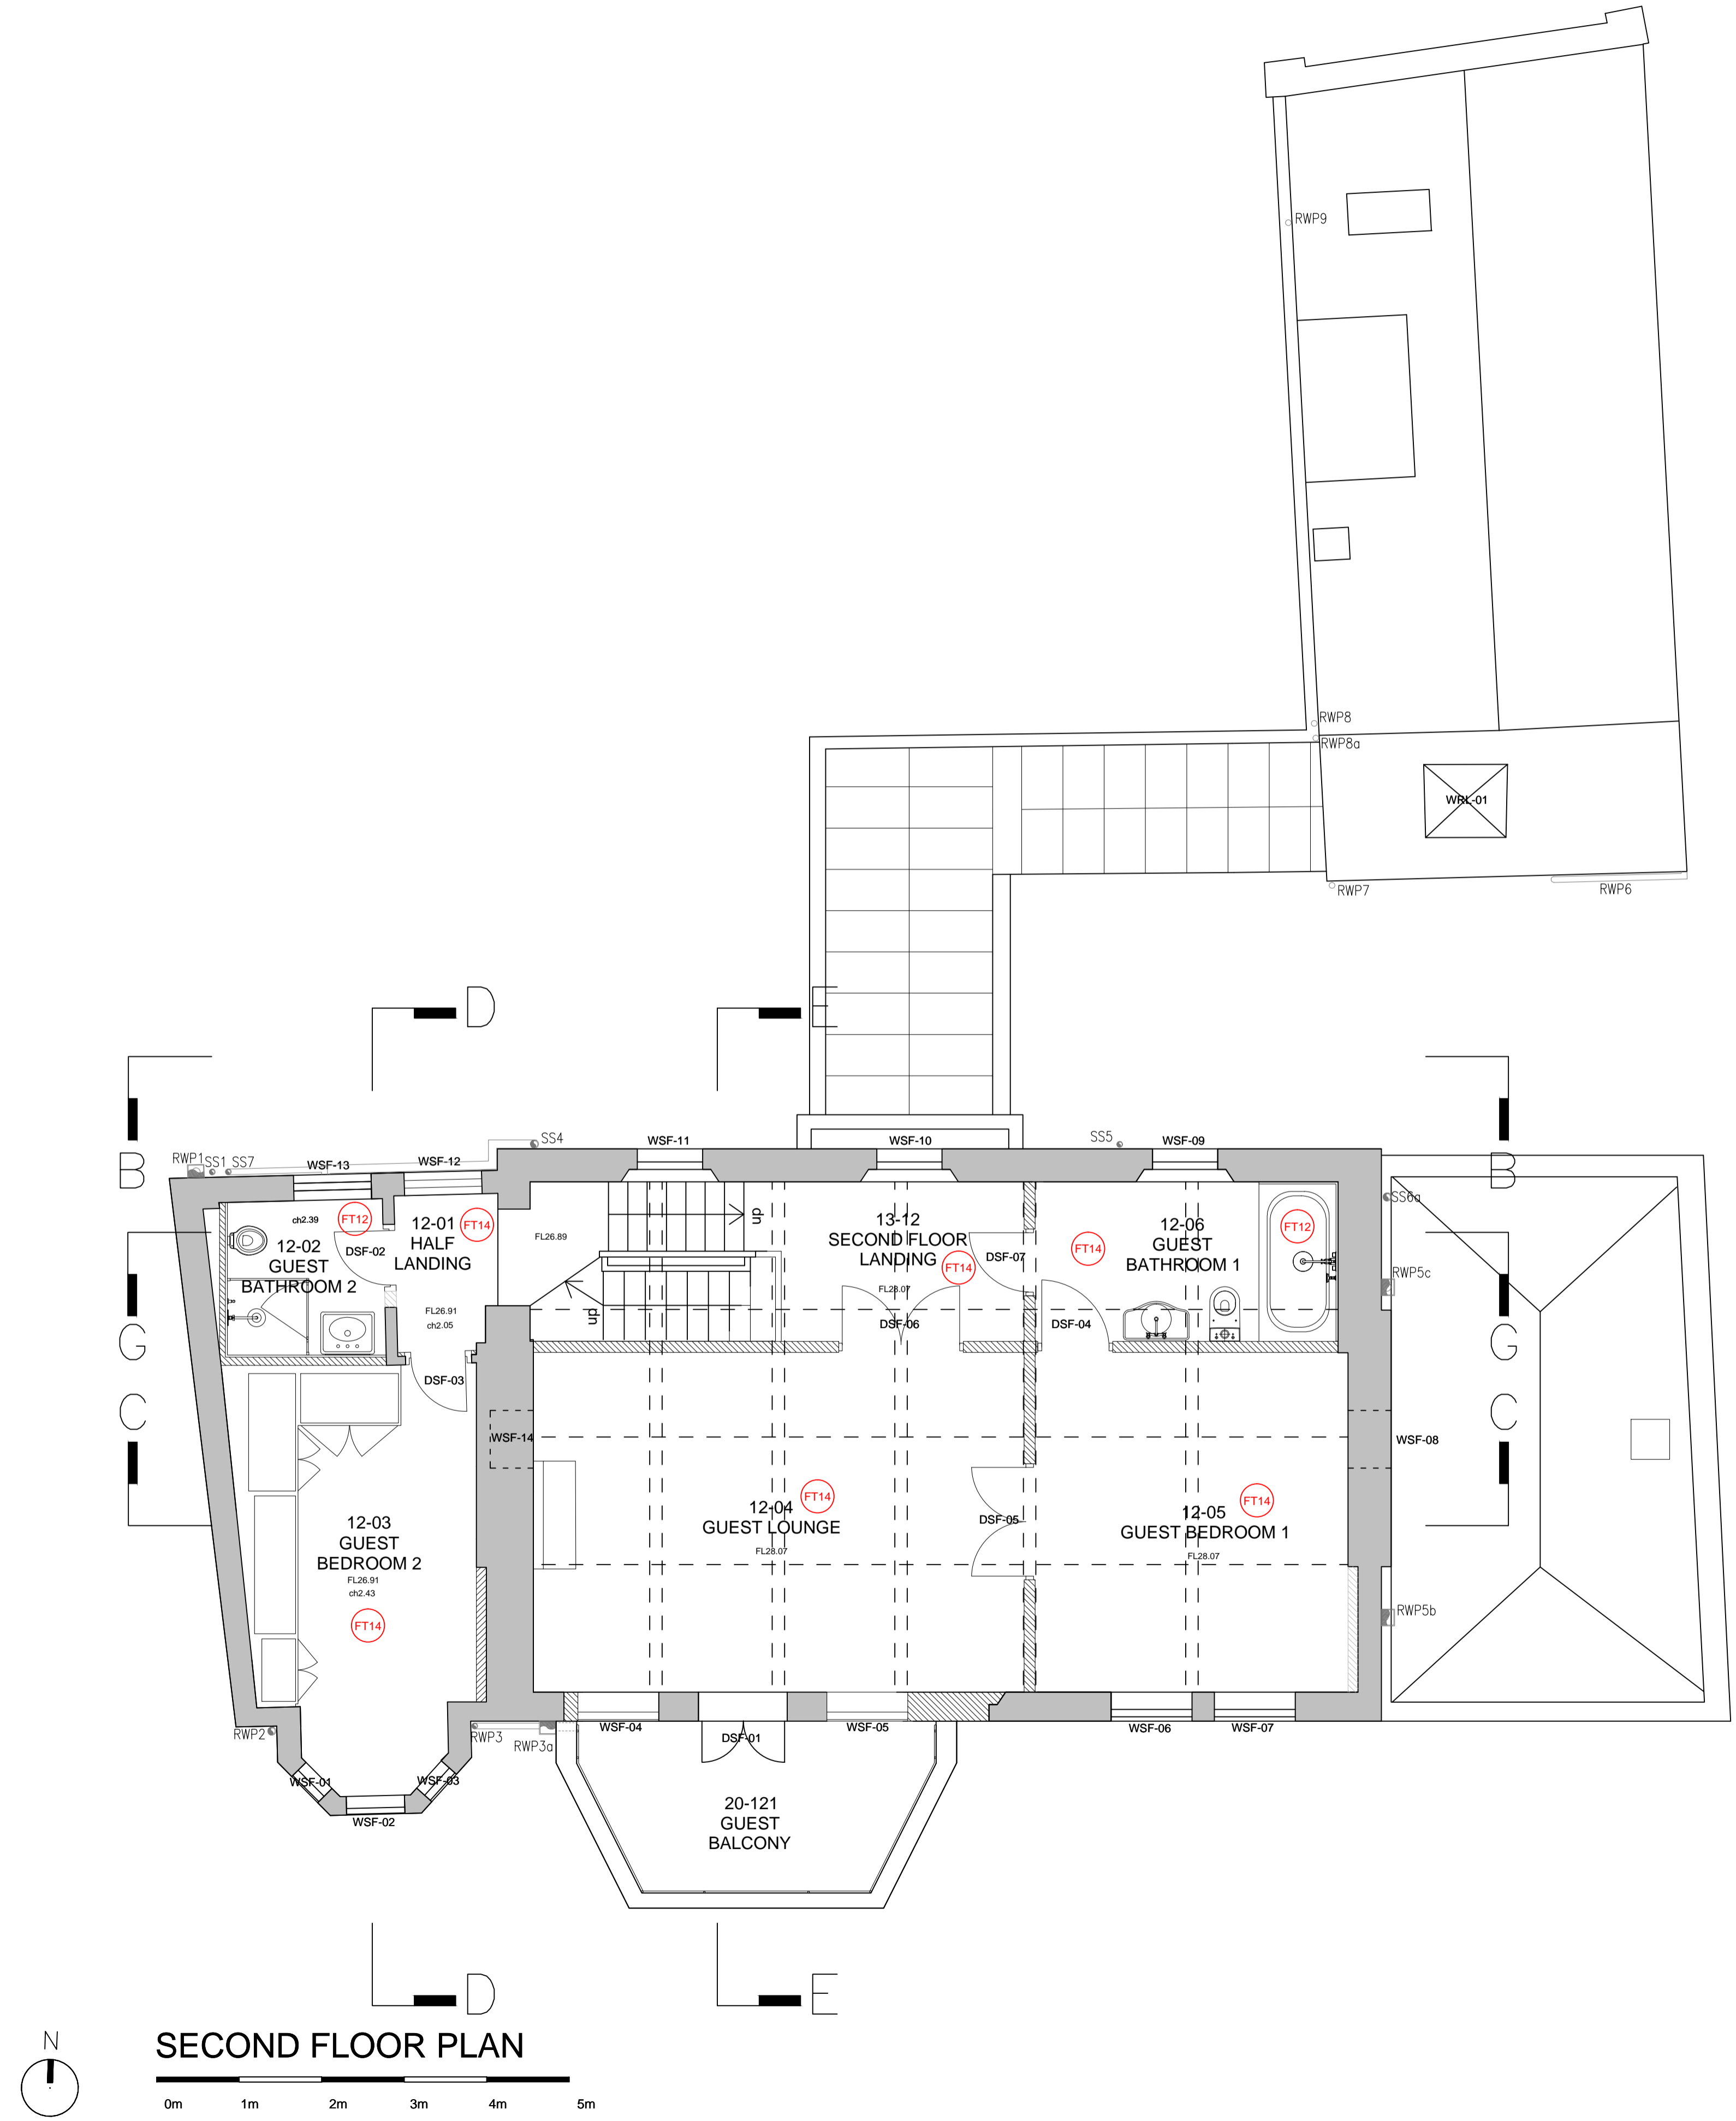 RWP9
RWP8
RWP8a
WRL-01
RWP7
RWP6
D
E
B
B
RWP1
SS1
SS7
WSF-13
WSF-12
SS4
WSF-11
WSF-10
SS5
WSF-09
SS6a
ch2.39
FT12
DSF-02
12-02
GUEST
BATHROOM 2
12-01
HALF
LANDING
FT14
FL26.91
ch2.05
FL26.89
dn
up
13-12
SECOND FLOOR
LANDING
FT14
FL28.07
DSF-06
DSF-07
FT14
12-06
GUEST
BATHROOM 1
FT12
DSF-04
RWP5c
G
G
C
C
DSF-03
WSF-14
WSF-08
12-03
GUEST
BEDROOM 2
FL26.91
ch2.43
FT14
12-04
GUEST LOUNGE
FL28.07
FT14
DSF-05
12-05
GUEST BEDROOM 1
FL28.07
FT14
RWP5b
RWP2
RWP3
RWP3a
WSF-04
DSF-01
WSF-05
WSF-06
WSF-07
WSF-01
WSF-03
WSF-02
20-121
GUEST
BALCONY
D
E
N
SECOND FLOOR PLAN
0m 1m 2m 3m 4m 5m